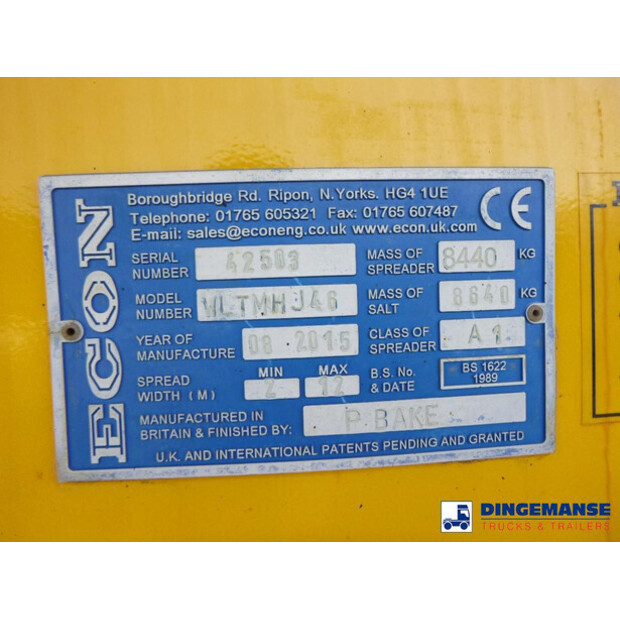 ECON
Boroughbridge Rd. Ripon, N.Yorks. HG4 1UE
Telephone: 01765 605321 Fax: 01765 607487
E-mail: sales@econeng.co.uk www.econ.uk.com
CE
SERIAL NUMBER 42503 MASS OF SPREADER 8440 KG
MODEL NUMBER MASS OF SALT 8640 KG
YEAR OF MANUFACTURE 08 2015 CLASS OF SPREADER A1
MIN MAX
SPREAD WIDTH (M) 2 12 B.S. No. & DATE BS 1622 1989
MANUFACTURED IN BRITAIN & FINISHED BY: P BAKE
U.K. AND INTERNATIONAL PATENTS PENDING AND GRANTED
DINGEMANSE
TRUCKS & TRAILERS